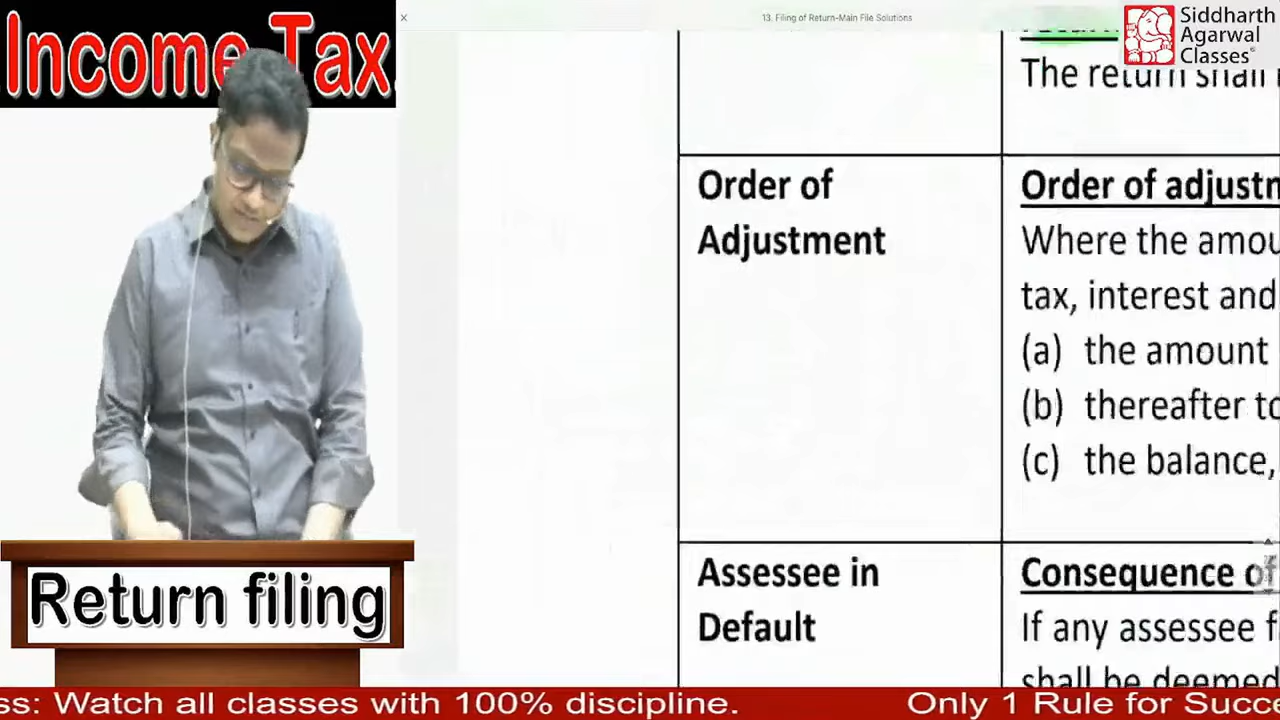 Income Tax.
13. Filing of Return-Main File Solutions
Siddharth
Agarwal
Classes
The return shall
Order of
Adjustment
Order of adjustm
Where the amou
tax, interest and
(a) the amount
(b) thereafter to
(c) the balance,
Assessee in
Default
Consequence of
If any assessee f
shall be deemed
Return filing
ss: Watch all classes with 100% discipline.
Only 1 Rule for Succe